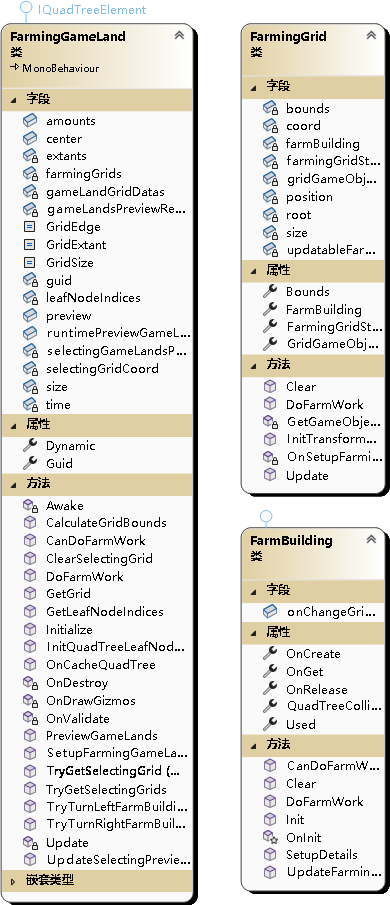 IQuadTreeElement
FarmingGameLand
类
MonoBehaviour
字段
amounts
center
extants
farmingGrids
gameLandGridDatas
gameLandsPreviewRe...
GridEdge
GridExtant
GridSize
guid
leafNodeIndices
preview
runtimePreviewGameL...
selectingGameLandsP...
selectingGridCoord
size
time
属性
Dynamic
Guid
方法
Awake
CalculateGridBounds
CanDoFarmWork
ClearSelectingGrid
DoFarmWork
GetGrid
GetLeafNodeIndices
Initialize
InitQuadTreeLeafNod...
OnCacheQuadTree
OnDestroy
OnDrawGizmos
OnValidate
PreviewGameLands
SetupFarmingGameLa...
TryGetSelectingGrid (...
TryGetSelectingGrids
TryTurnLeftFarmBuildi...
TryTurnRightFarmBuil...
Update
UpdateSelectingPrevie...
嵌套类型
FarmingGrid
类
字段
bounds
coord
farmBuilding
farmingGridSt...
gridGameObj...
position
root
size
updatableFar...
属性
Bounds
FarmBuilding
FarmingGridSt...
GridGameObj...
方法
Clear
DoFarmWork
GetGameObje...
InitTransform...
OnSetupFarmi...
Update
FarmBuilding
类
字段
onChangeGri...
属性
OnCreate
OnGet
OnRelease
QuadTreeColli...
Used
方法
CanDoFarmW...
Clear
DoFarmWork
Init
OnInit
SetupDetails
UpdateFarmin...